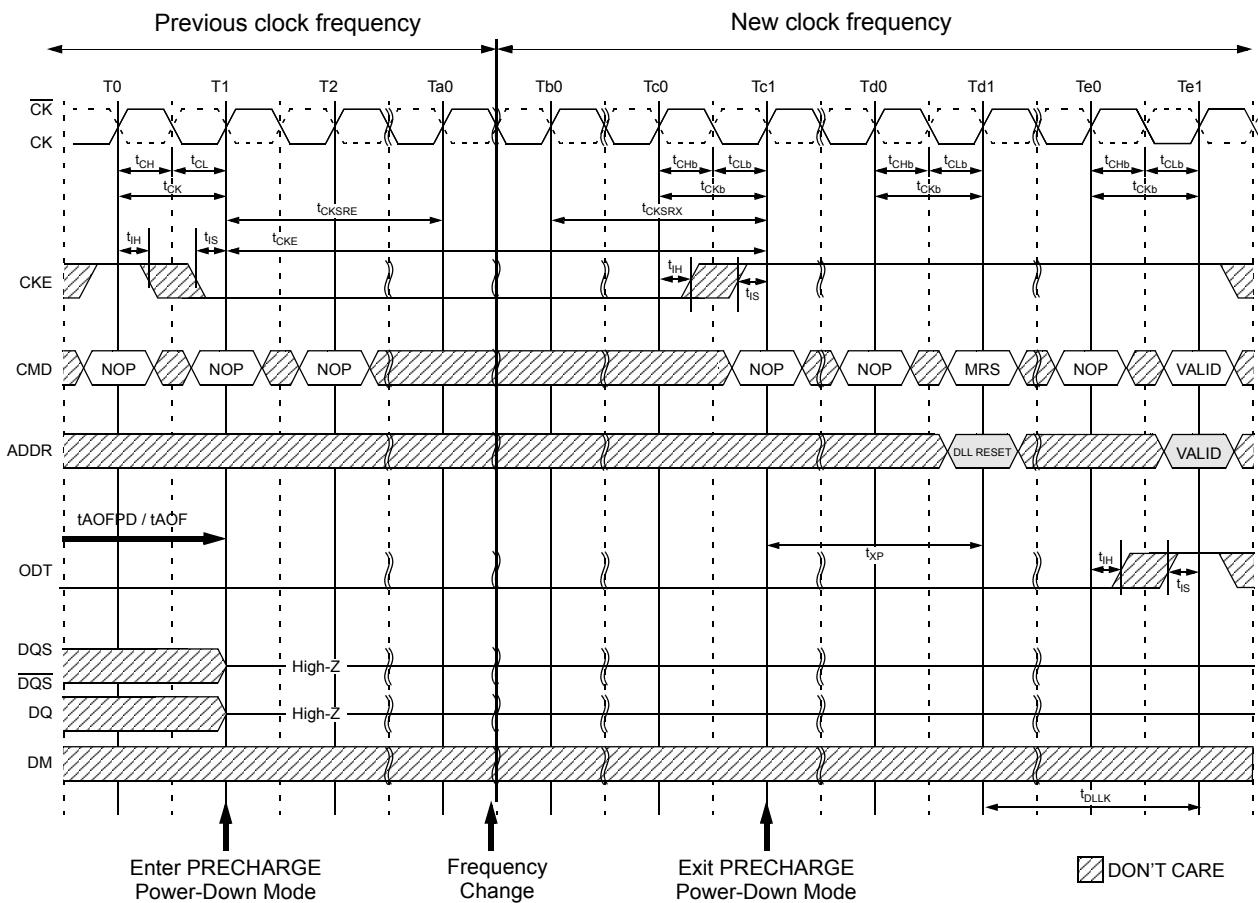 Previous clock frequency New clock frequency
T0 T1 T2 Ta0 Tb0 Tc0 Tc1 Td0 Td1 Te0 Te1
CK
CK
tCH tCL tCHb tCLb tCHb tCLb tCHb tCLb
tCK tCKb tCKb tCKb
tCKSRE tCKSRX
tIH tIS tCKE
CKE tIH tIS
CMD NOP NOP NOP NOP NOP MRS NOP VALID
ADDR DLL RESET VALID
tAOFPD / tAOF
tXP
ODT tIH tIS
DQS High-Z
DQS
DQ High-Z
DM
tDLLK
Enter PRECHARGE Frequency Exit PRECHARGE DON'T CARE
Power-Down Mode Change Power-Down Mode